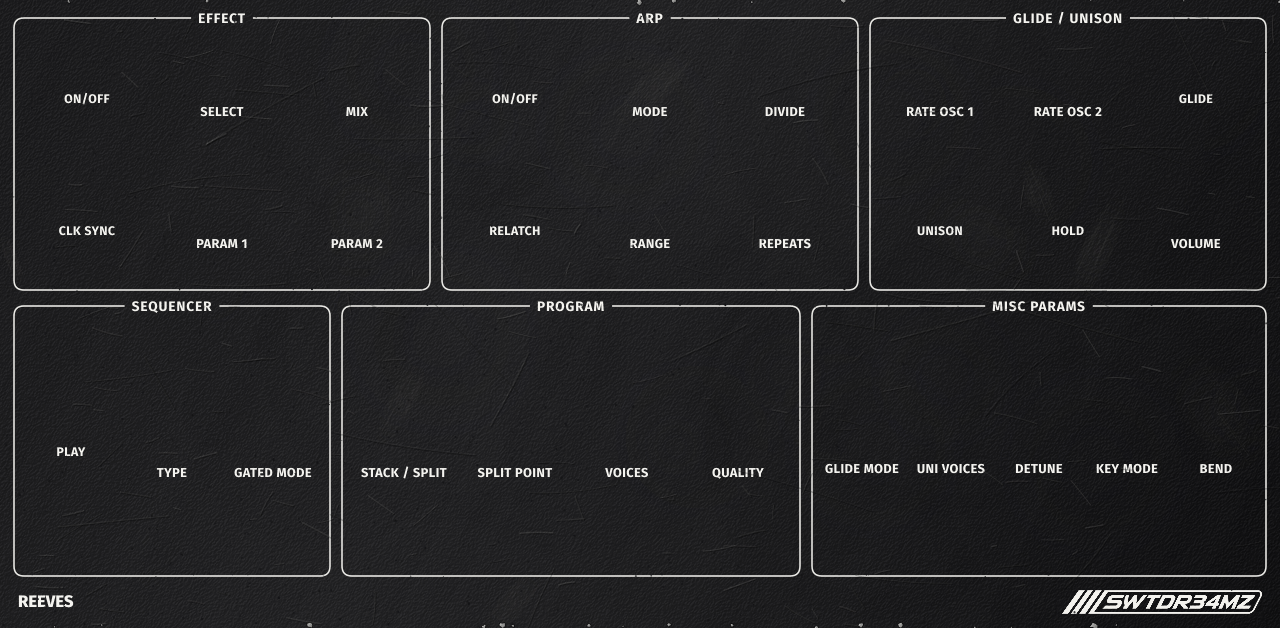 EFFECT
ON/OFF
SELECT
MIX
CLK SYNC
PARAM 1
PARAM 2
ARP
ON/OFF
MODE
DIVIDE
RELATCH
RANGE
REPEATS
GLIDE / UNISON
RATE OSC 1
RATE OSC 2
GLIDE
UNISON
HOLD
VOLUME
SEQUENCER
PLAY
TYPE
GATED MODE
PROGRAM
STACK / SPLIT
SPLIT POINT
VOICES
QUALITY
MISC PARAMS
GLIDE MODE
UNI VOICES
DETUNE
KEY MODE
BEND
REEVES
SWTDR34MZ